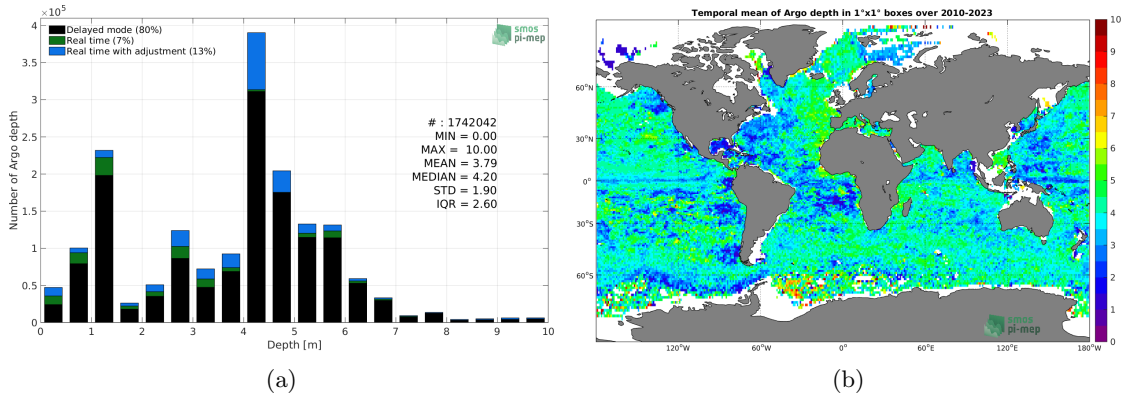 ×10⁵
Delayed mode (80%)
Real time (7%)
Real time with adjustment (13%)
smos
pi-mep
# : 1742042
MIN = 0.00
MAX = 10.00
MEAN = 3.79
MEDIAN = 4.20
STD = 1.90
IQR = 2.60
Number of Argo depth
4
3.5
3
2.5
2
1.5
1
0.5
0
0 1 2 3 4 5 6 7 8 9 10
Depth [m]
(a)
Temporal mean of Argo depth in 1°x1° boxes over 2010-2023
60°N
30°N
0°
30°S
60°S
120°W 60°W 0° 60°E 120°E 180°W
10
9
8
7
6
5
4
3
2
1
0
smos
pi-mep
(b)